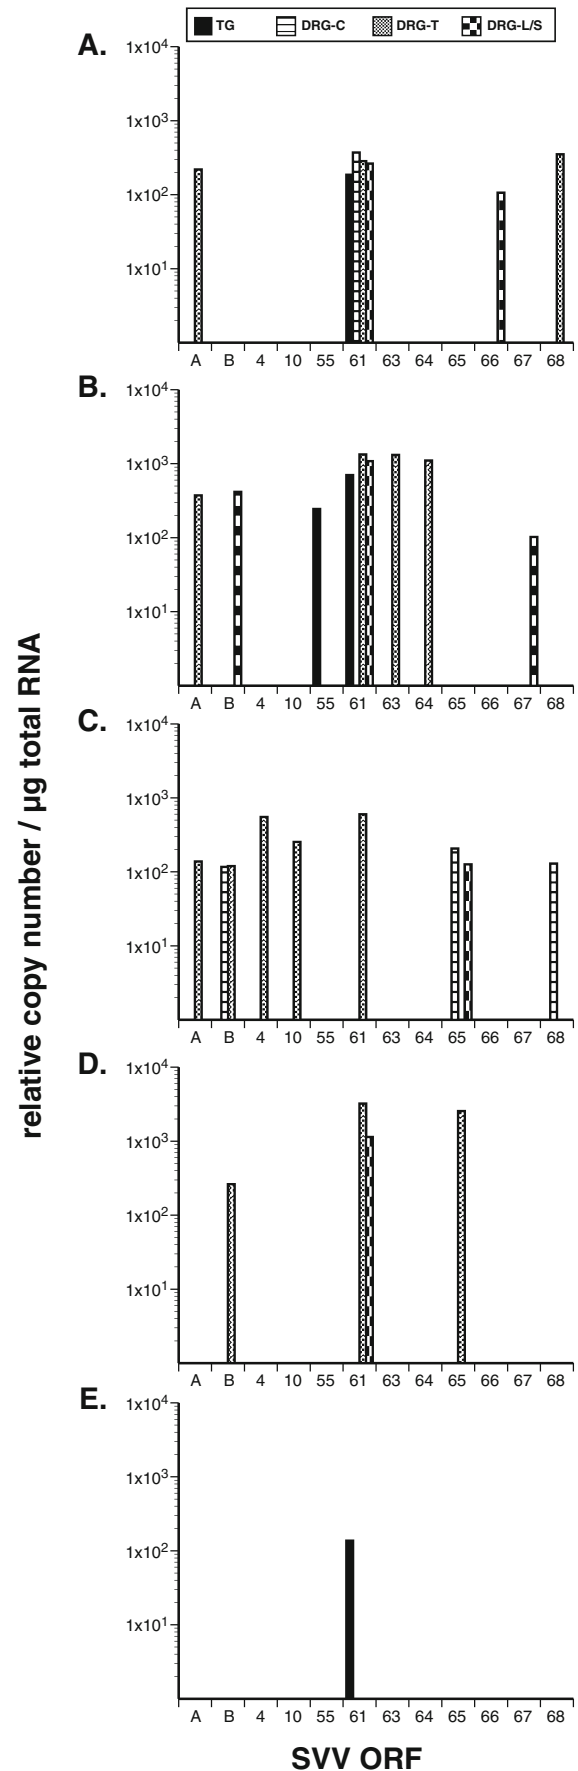 TG DRG-C DRG-T DRG-L/S
A.
1x10⁴
1x10³
1x10²
1x10¹
A B 4 10 55 61 63 64 65 66 67 68
B.
1x10⁴
1x10³
1x10²
1x10¹
A B 4 10 55 61 63 64 65 66 67 68
C.
1x10⁴
1x10³
1x10²
1x10¹
A B 4 10 55 61 63 64 65 66 67 68
D.
1x10⁴
1x10³
1x10²
1x10¹
A B 4 10 55 61 63 64 65 66 67 68
E.
1x10⁴
1x10³
1x10²
1x10¹
A B 4 10 55 61 63 64 65 66 67 68
relative copy number / µg total RNA
SVV ORF